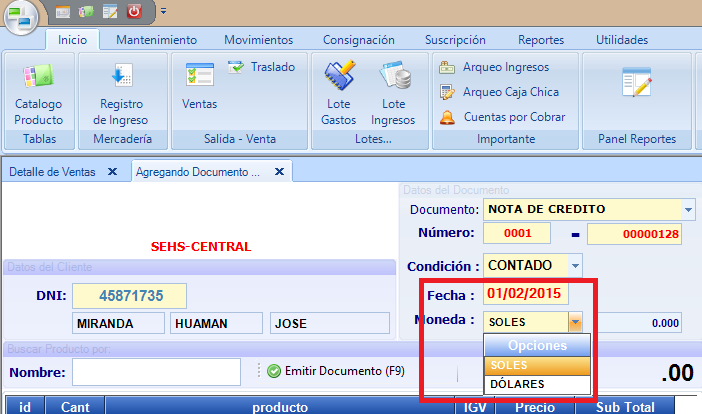 Inicio Mantenimiento Movimientos Consignación Suscripción Reportes Utilidades
Catalogo Producto
Registro de Ingreso
Ventas
Traslado
Lote Gastos
Lote Ingresos
Arqueo Ingresos
Arqueo Caja Chica
Cuentas por Cobrar
Tablas Mercadería Salida - Venta Lotes... Importante Panel Reportes
Detalle de Ventas X Agregando Documento ... X
Datos del Documento
Documento: NOTA DE CREDITO
Número: 0001 - 00000128
SEHS-CENTRAL
Datos del Cliente
Condición : CONTADO
DNI: 45871735
Fecha : 01/02/2015
MIRANDA HUAMAN JOSE
Moneda : SOLES 0.000
Opciones
SOLES
DÓLARES
Buscar Producto por:
Nombre:
Emitir Documento (F9)
.00
id Cant producto IGV Precio Sub Total